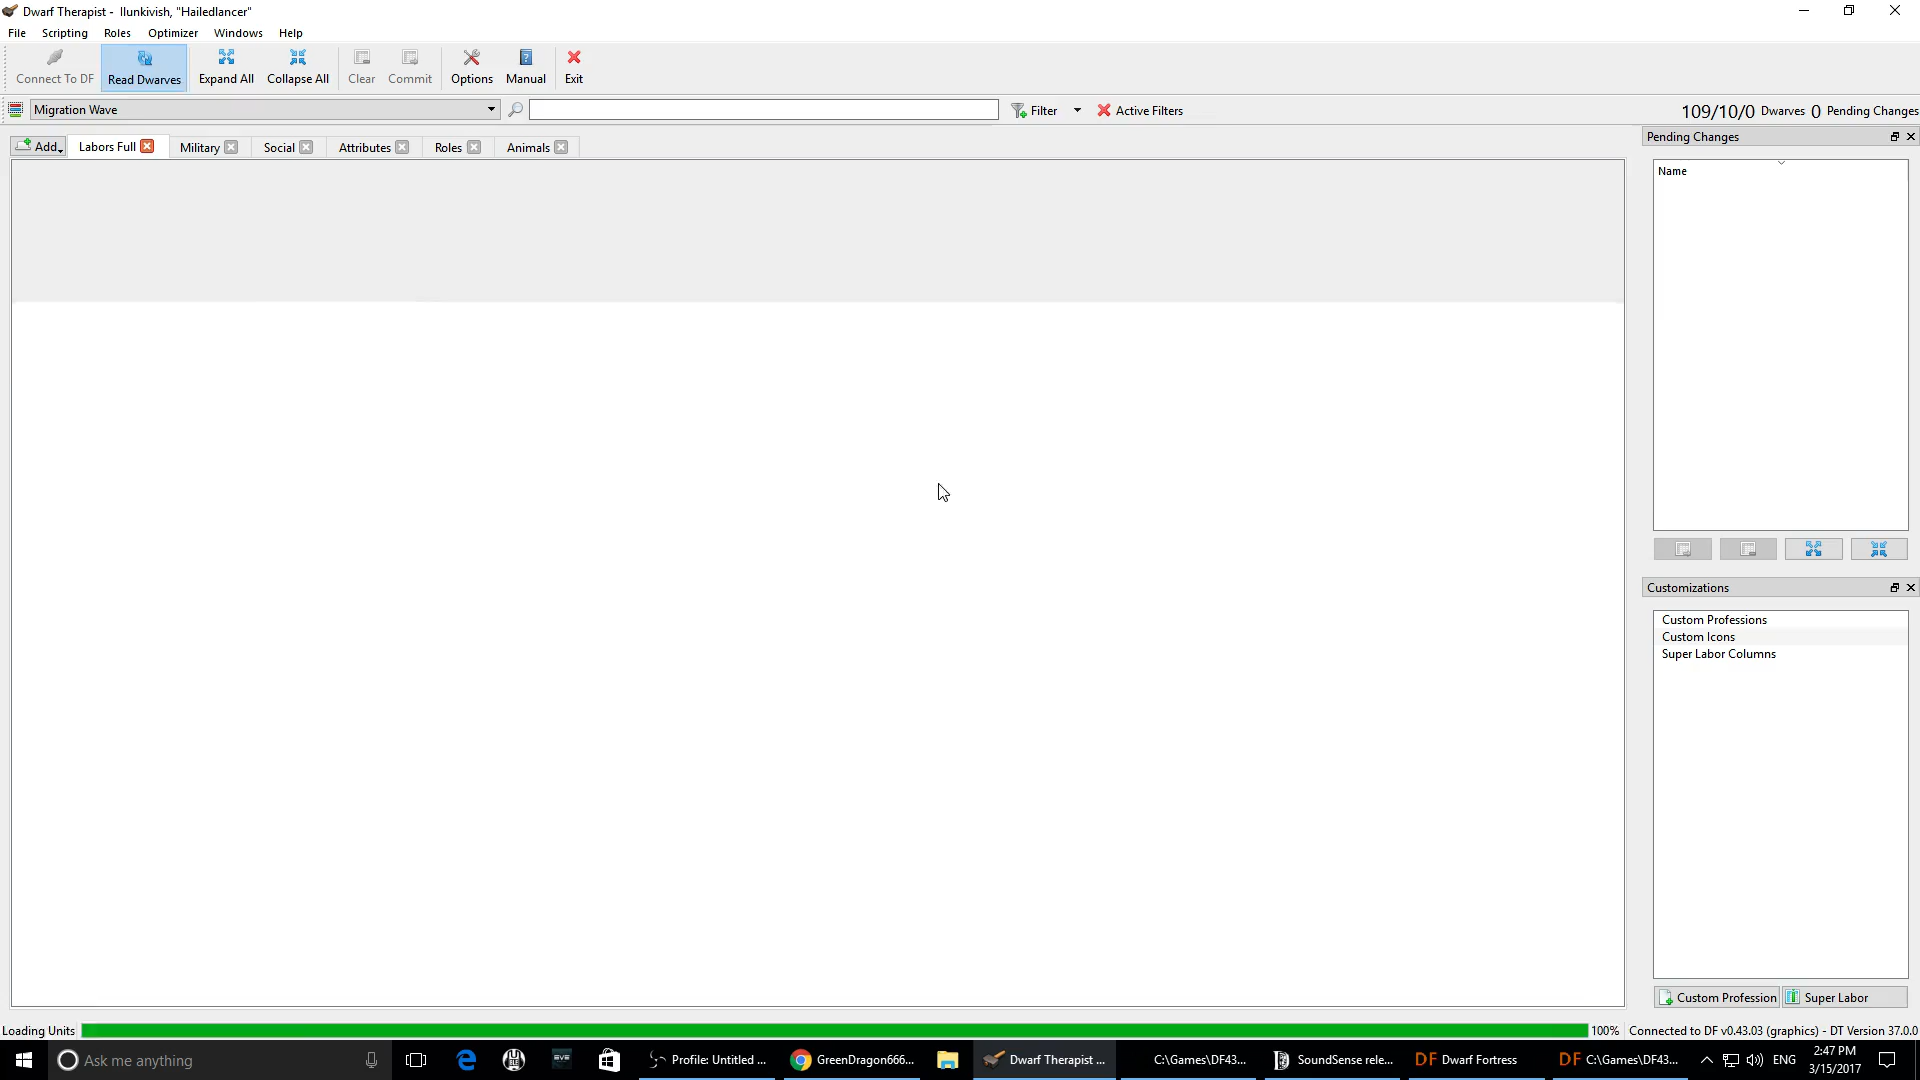 Dwarf Therapist - Ilunkivish, "Hailedlancer"
File Scripting Roles Optimizer Windows Help
Connect To DF Read Dwarves Expand All Collapse All Clear Commit Options Manual Exit
Migration Wave Filter Active Filters 109/10/0 Dwarves 0 Pending Changes
Add Labors Full Military Social Attributes Roles Animals
Pending Changes
Name
Customizations
Custom Professions
Custom Icons
Super Labor Columns
Custom Profession Super Labor
Loading Units 100% Connected to DF v0.43.03 (graphics) - DT Version 37.0.0
Ask me anything EVE Profile: Untitled ... GreenDragon666... Dwarf Therapist ... C:\Games\DF43... SoundSense rele... DF Dwarf Fortress DF C:\Games\DF43... ENG 2:47 PM
3/15/2017